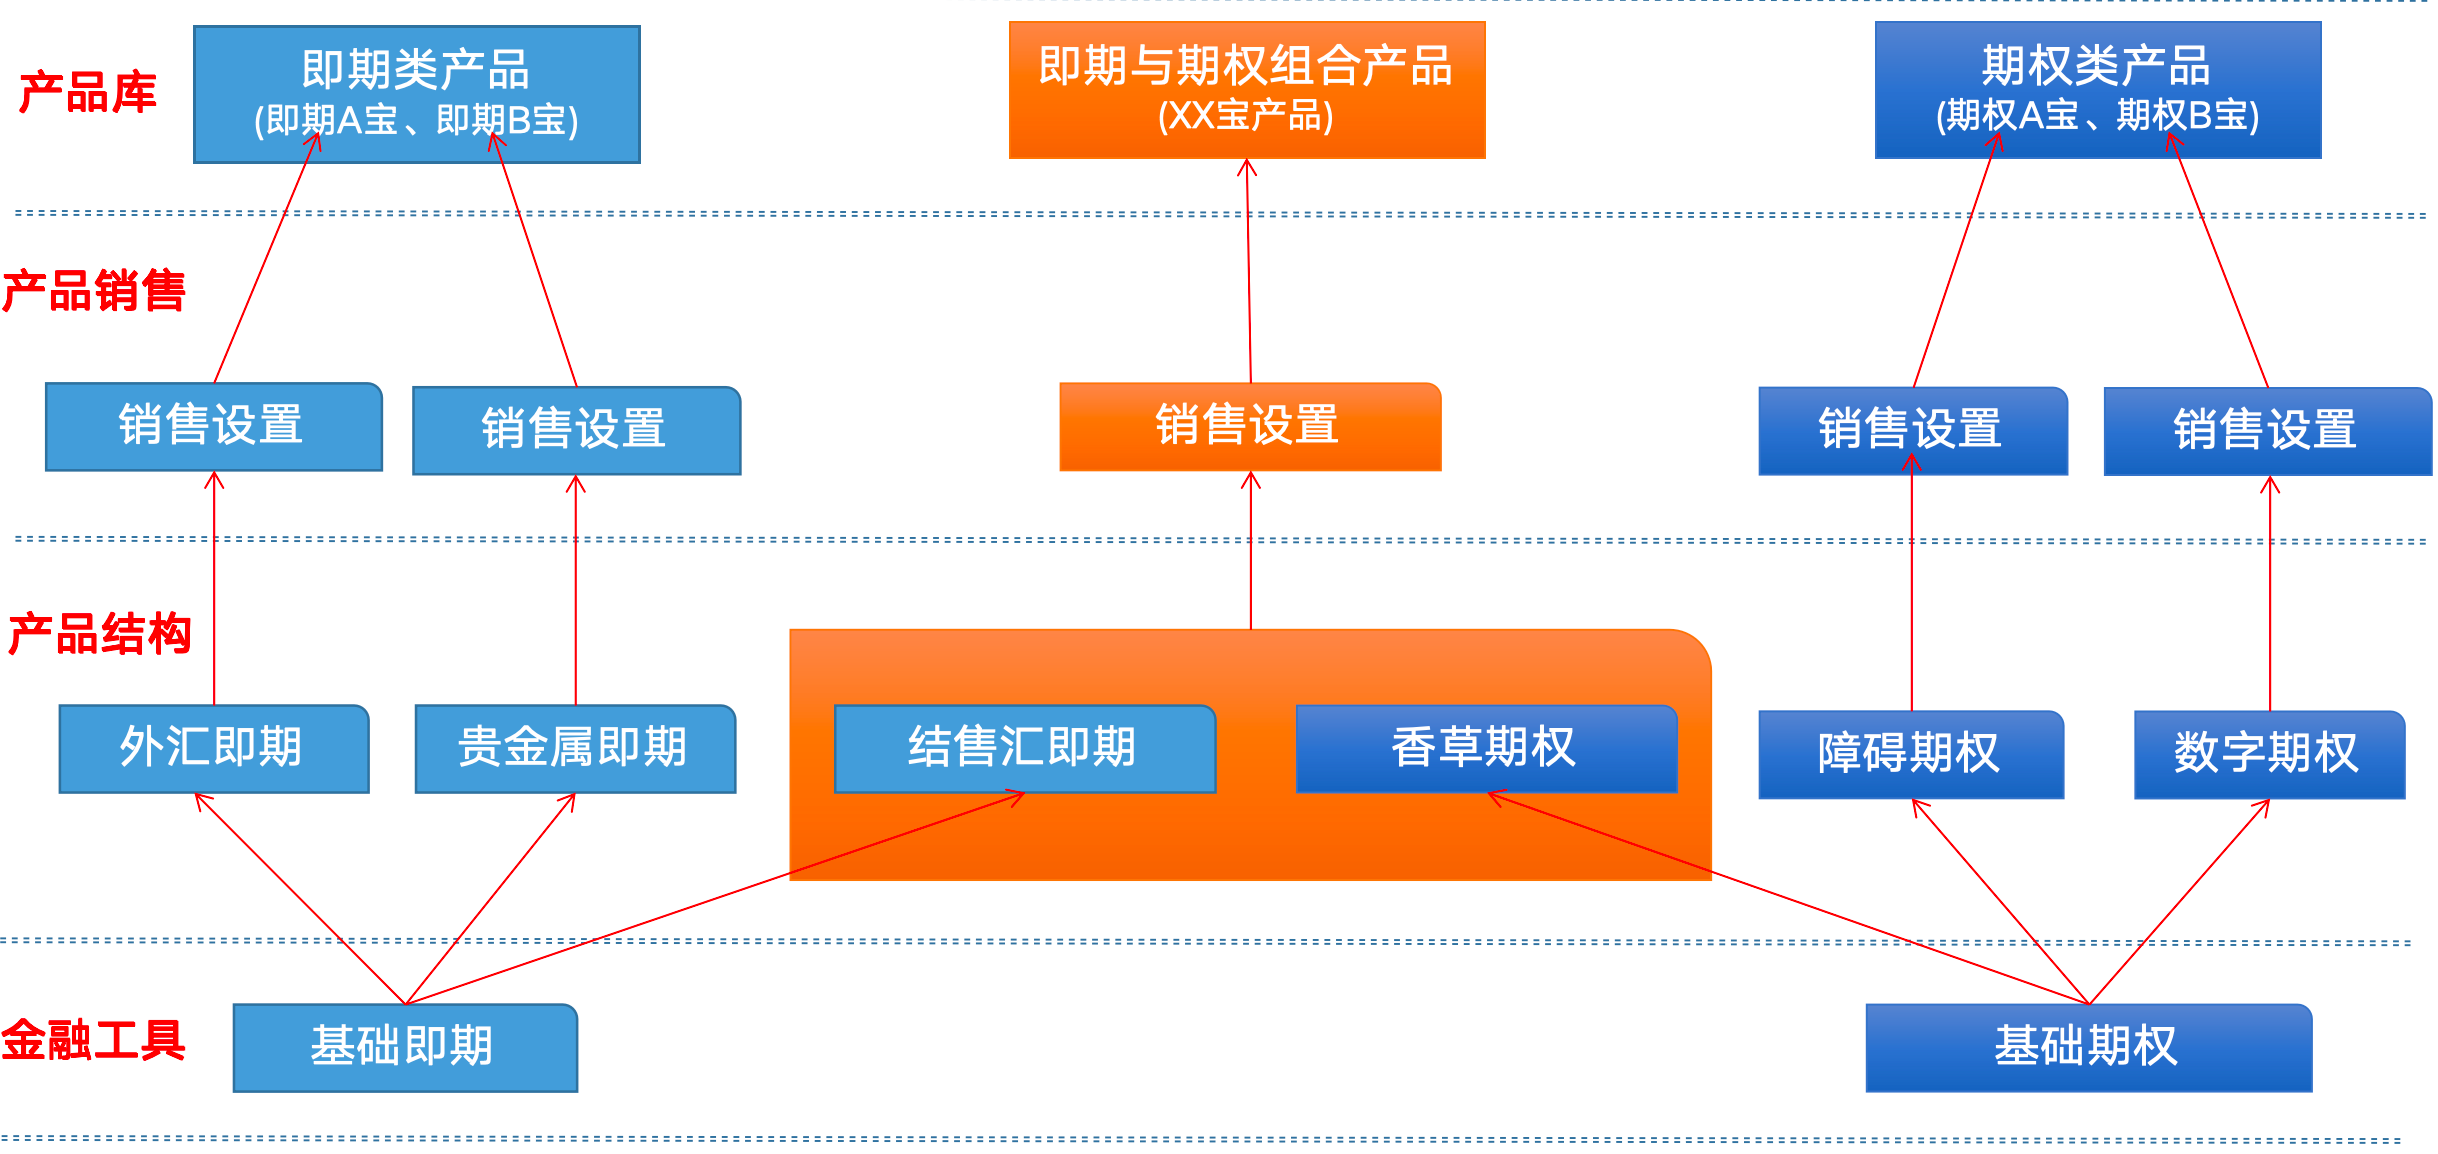 产品库
即期类产品
(即期A宝、即期B宝)
即期与期权组合产品
(XX宝产品)
期权类产品
(期权A宝、期权B宝)
产品销售
销售设置
销售设置
销售设置
销售设置
销售设置
产品结构
外汇即期
贵金属即期
结售汇即期
香草期权
障碍期权
数字期权
金融工具
基础即期
基础期权